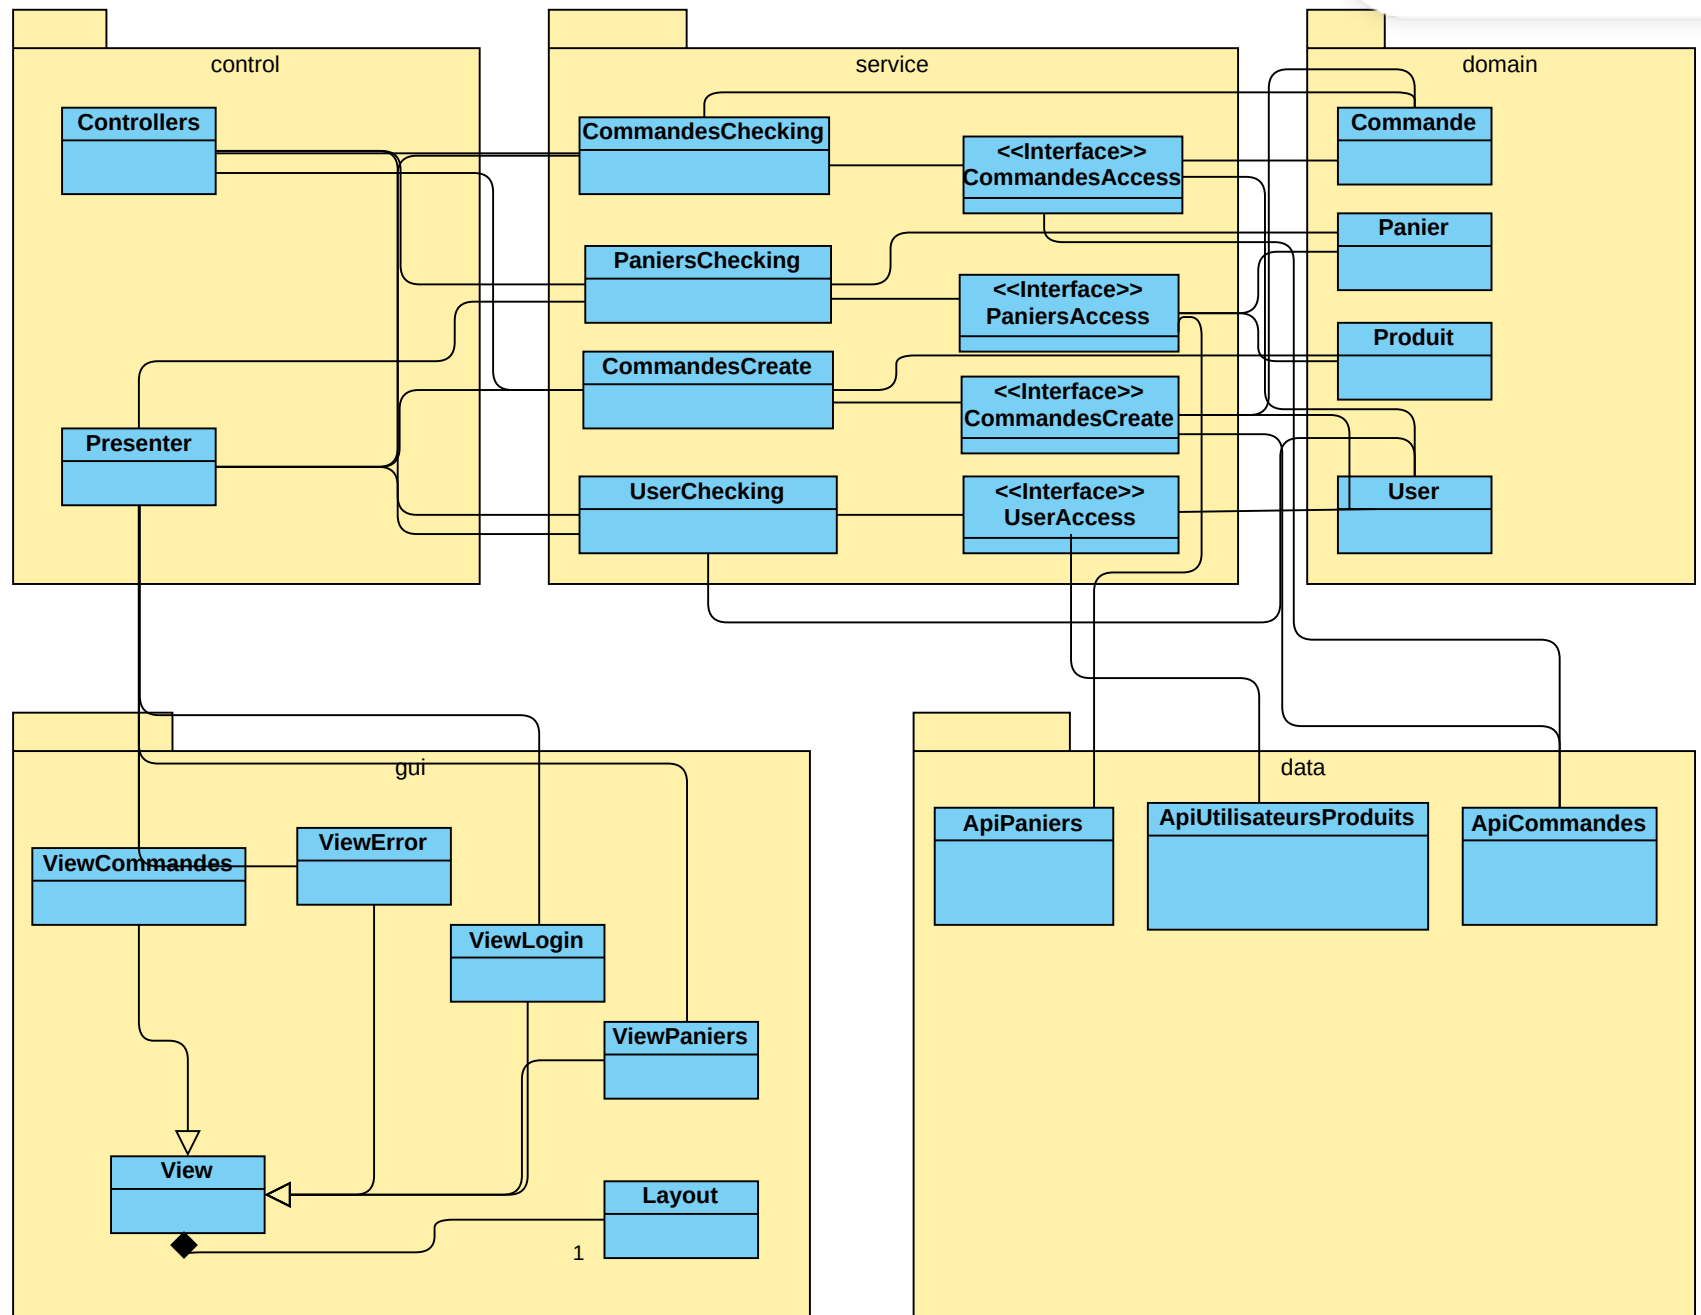 control
Controllers
Presenter
service
CommandesChecking
<<Interface>>
CommandesAccess
PaniersChecking
<<Interface>>
PaniersAccess
CommandesCreate
<<Interface>>
CommandesCreate
UserChecking
<<Interface>>
UserAccess
domain
Commande
Panier
Produit
User
gui
ViewCommandes
ViewError
ViewLogin
ViewPaniers
View
Layout
1
data
ApiPaniers
ApiUtilisateursProduits
ApiCommandes